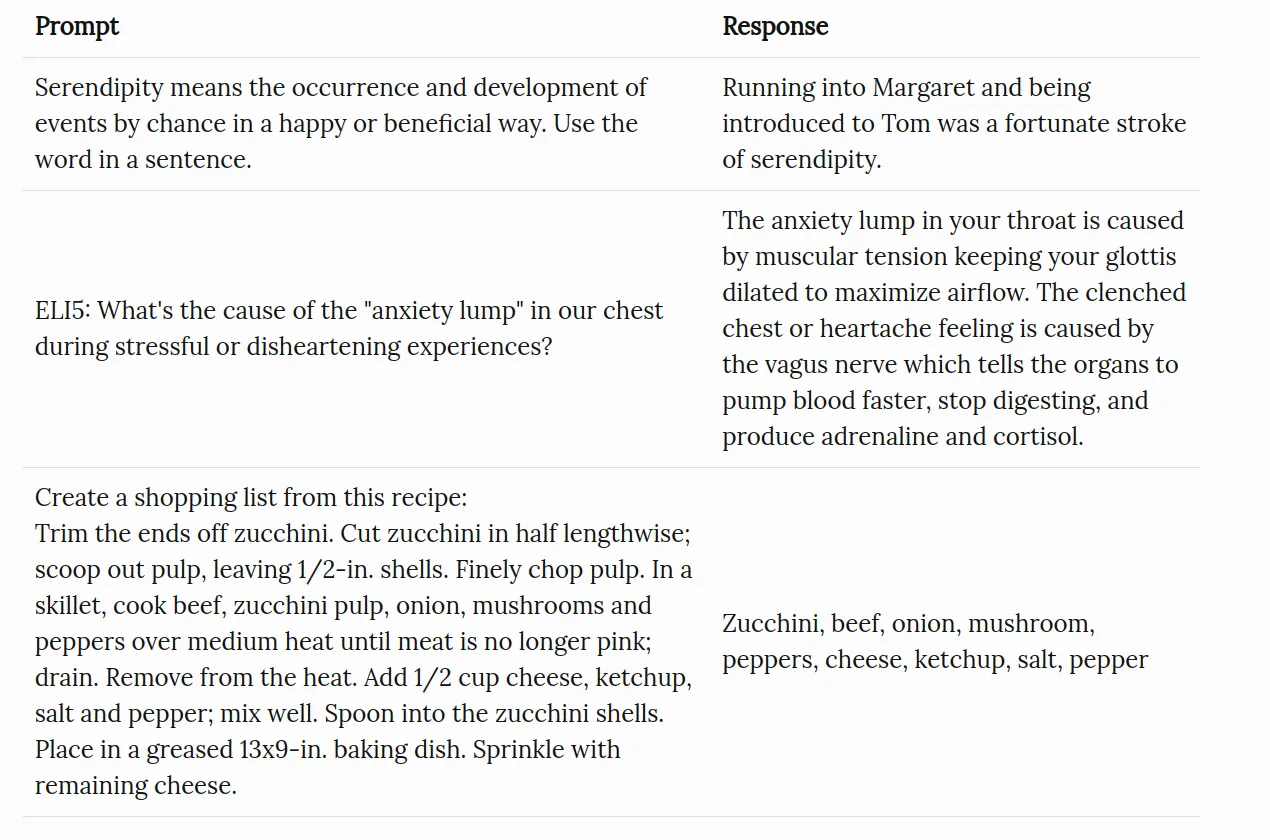 Prompt
Response
Serendipity means the occurrence and development of
events by chance in a happy or beneficial way. Use the
word in a sentence.
Running into Margaret and being
introduced to Tom was a fortunate stroke
of serendipity.
ELI5: What's the cause of the "anxiety lump" in our chest
during stressful or disheartening experiences?
The anxiety lump in your throat is caused
by muscular tension keeping your glottis
dilated to maximize airflow. The clenched
chest or heartache feeling is caused by
the vagus nerve which tells the organs to
pump blood faster, stop digesting, and
produce adrenaline and cortisol.
Create a shopping list from this recipe:
Trim the ends off zucchini. Cut zucchini in half lengthwise;
scoop out pulp, leaving 1/2-in. shells. Finely chop pulp. In a
skillet, cook beef, zucchini pulp, onion, mushrooms and
peppers over medium heat until meat is no longer pink;
drain. Remove from the heat. Add 1/2 cup cheese, ketchup,
salt and pepper; mix well. Spoon into the zucchini shells.
Place in a greased 13x9-in. baking dish. Sprinkle with
remaining cheese.
Zucchini, beef, onion, mushroom,
peppers, cheese, ketchup, salt, pepper